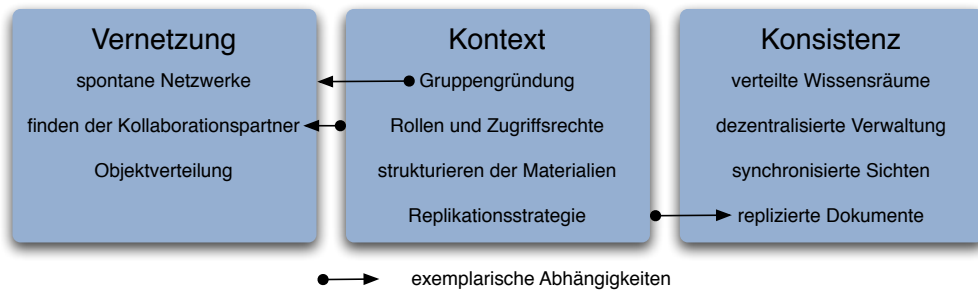 Vernetzung
spontane Netzwerke
finden der Kollaborationspartner
Objektverteilung
Kontext
Gruppengründung
Rollen und Zugriffsrechte
strukturieren der Materialien
Replikationsstrategie
Konsistenz
verteilte Wissensräume
dezentralisierte Verwaltung
synchronisierte Sichten
replizierte Dokumente
exemplarische Abhängigkeiten